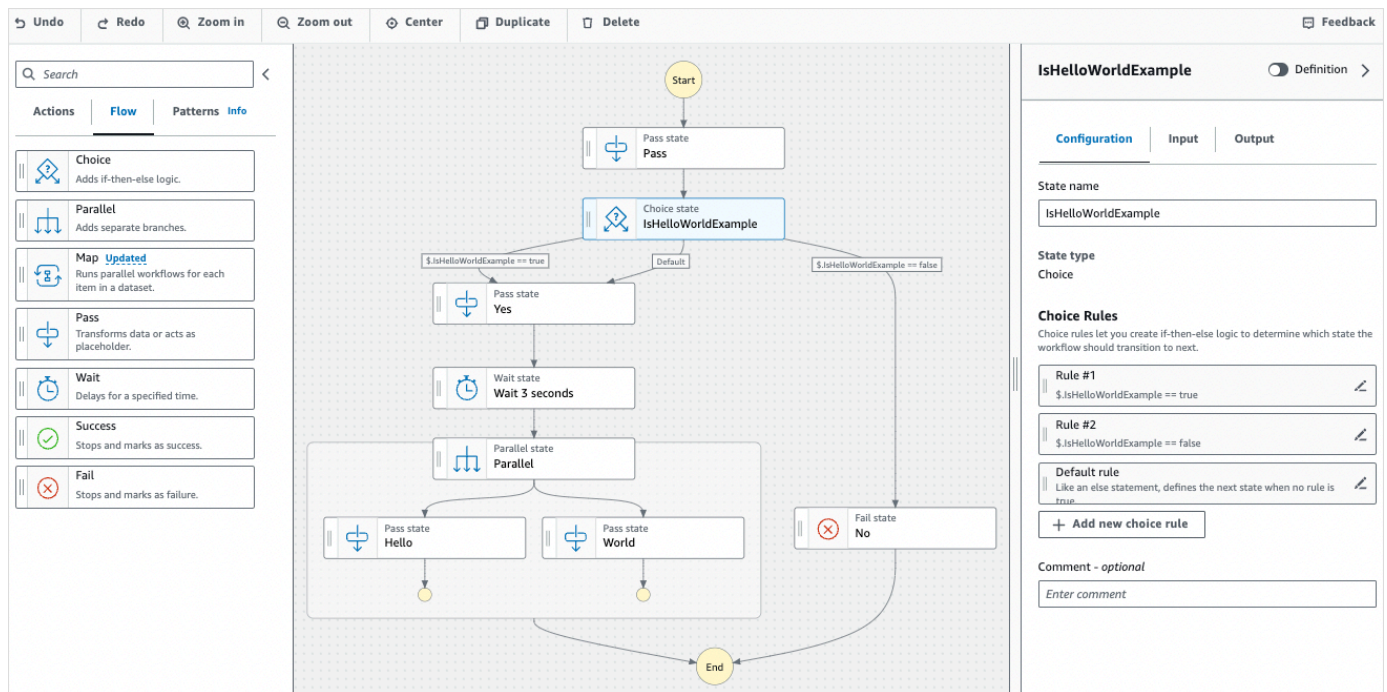 Undo
Redo
Zoom in
Zoom out
Center
Duplicate
Delete
Feedback
Search
Actions
Flow
Patterns
Info
Choice
Adds if-then-else logic.
Parallel
Adds separate branches.
Map Updated
Runs parallel workflows for each
item in a dataset.
Pass
Transforms data or acts as
placeholder.
Wait
Delays for a specified time.
Success
Stops and marks as success.
Fail
Stops and marks as failure.
Start
Pass state
Pass
Choice state
IsHelloWorldExample
$.IsHelloWorldExample == true
Default
$.IsHelloWorldExample == false
Pass state
Yes
Wait state
Wait 3 seconds
Parallel state
Parallel
Pass state
Hello
Pass state
World
Fail state
No
End
IsHelloWorldExample
Definition
Configuration
Input
Output
State name
IsHelloWorldExample
State type
Choice
Choice Rules
Choice rules let you create if-then-else logic to determine which state the
workflow should transition to next.
Rule #1
$.IsHelloWorldExample == true
Rule #2
$.IsHelloWorldExample == false
Default rule
Like an else statement, defines the next state when no rule is
true.
+ Add new choice rule
Comment - optional
Enter comment